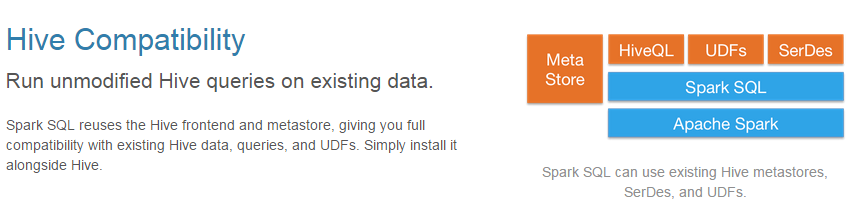 Hive Compatibility
Run unmodified Hive queries on existing data.
Spark SQL reuses the Hive frontend and metastore, giving you full
compatibility with existing Hive data, queries, and UDFs. Simply install it
alongside Hive.
Meta
Store
HiveQL
UDFs
SerDes
Spark SQL
Apache Spark
Spark SQL can use existing Hive metastores,
SerDes, and UDFs.